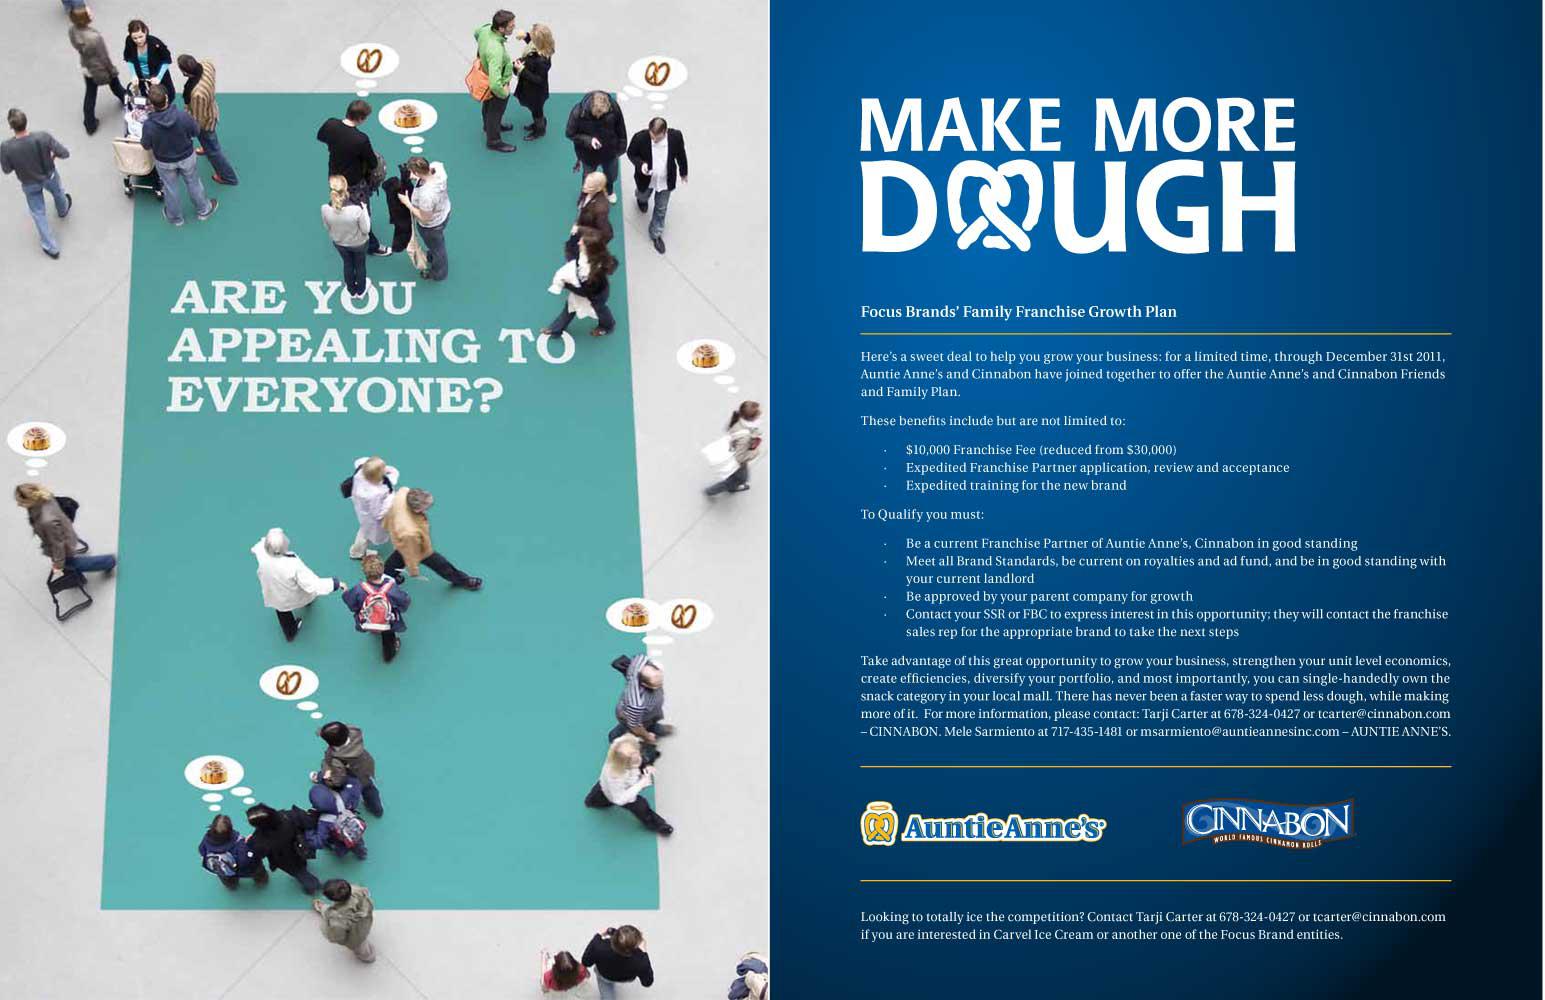 ARE YOU
APPEALING TO
EVERYONE?
MAKE MORE
DOUGH
Focus Brands’ Family Franchise Growth Plan
Here’s a sweet deal to help you grow your business: for a limited time, through December 31st 2011,
Auntie Anne’s and Cinnabon have joined together to offer the Auntie Anne’s and Cinnabon Friends
and Family Plan.
These benefits include but are not limited to:
· $10,000 Franchise Fee (reduced from $30,000)
· Expedited Franchise Partner application, review and acceptance
· Expedited training for the new brand
To Qualify you must:
· Be a current Franchise Partner of Auntie Anne’s, Cinnabon in good standing
· Meet all Brand Standards, be current on royalties and ad fund, and be in good standing with
your current landlord
· Be approved by your parent company for growth
· Contact your SSR or FBC to express interest in this opportunity; they will contact the franchise
sales rep for the appropriate brand to take the next steps
Take advantage of this great opportunity to grow your business, strengthen your unit level economics,
create efficiencies, diversify your portfolio, and most importantly, you can single-handedly own the
snack category in your local mall. There has never been a faster way to spend less dough, while making
more of it.  For more information, please contact: Tarji Carter at 678-324-0427 or tcarter@cinnabon.com
– CINNABON. Mele Sarmiento at 717-435-1481 or msarmiento@auntieannesinc.com – AUNTIE ANNE’S.
AuntieAnne's®
CINNABON
WORLD FAMOUS CINNAMON ROLLS
Looking to totally ice the competition? Contact Tarji Carter at 678-324-0427 or tcarter@cinnabon.com
if you are interested in Carvel Ice Cream or another one of the Focus Brand entities.